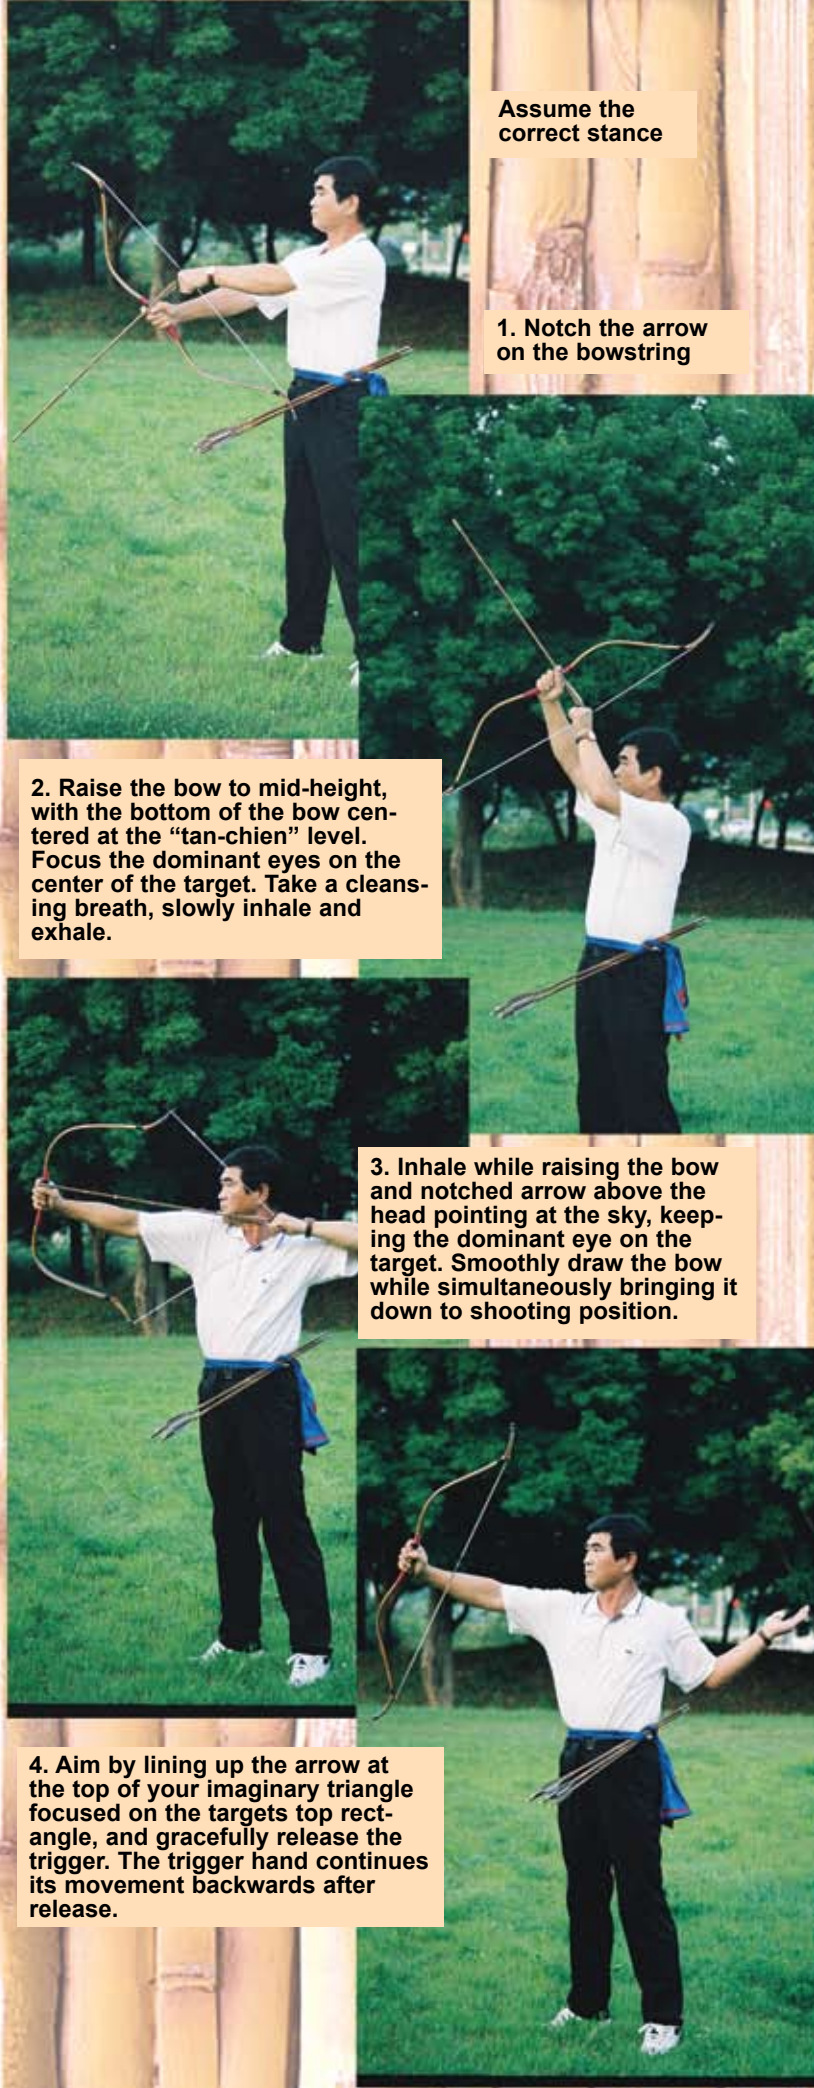 Assume the
correct stance
1. Notch the arrow
on the bowstring
2. Raise the bow to mid-height,
with the bottom of the bow cen-
tered at the “tan-chien” level.
Focus the dominant eyes on the
center of the target. Take a cleans-
ing breath, slowly inhale and
exhale.
3. Inhale while raising the bow
and notched arrow above the
head pointing at the sky, keep-
ing the dominant eye on the
target. Smoothly draw the bow
while simultaneously bringing it
down to shooting position.
4. Aim by lining up the arrow at
the top of your imaginary triangle
focused on the targets top rect-
angle, and gracefully release the
trigger. The trigger hand continues
its movement backwards after
release.